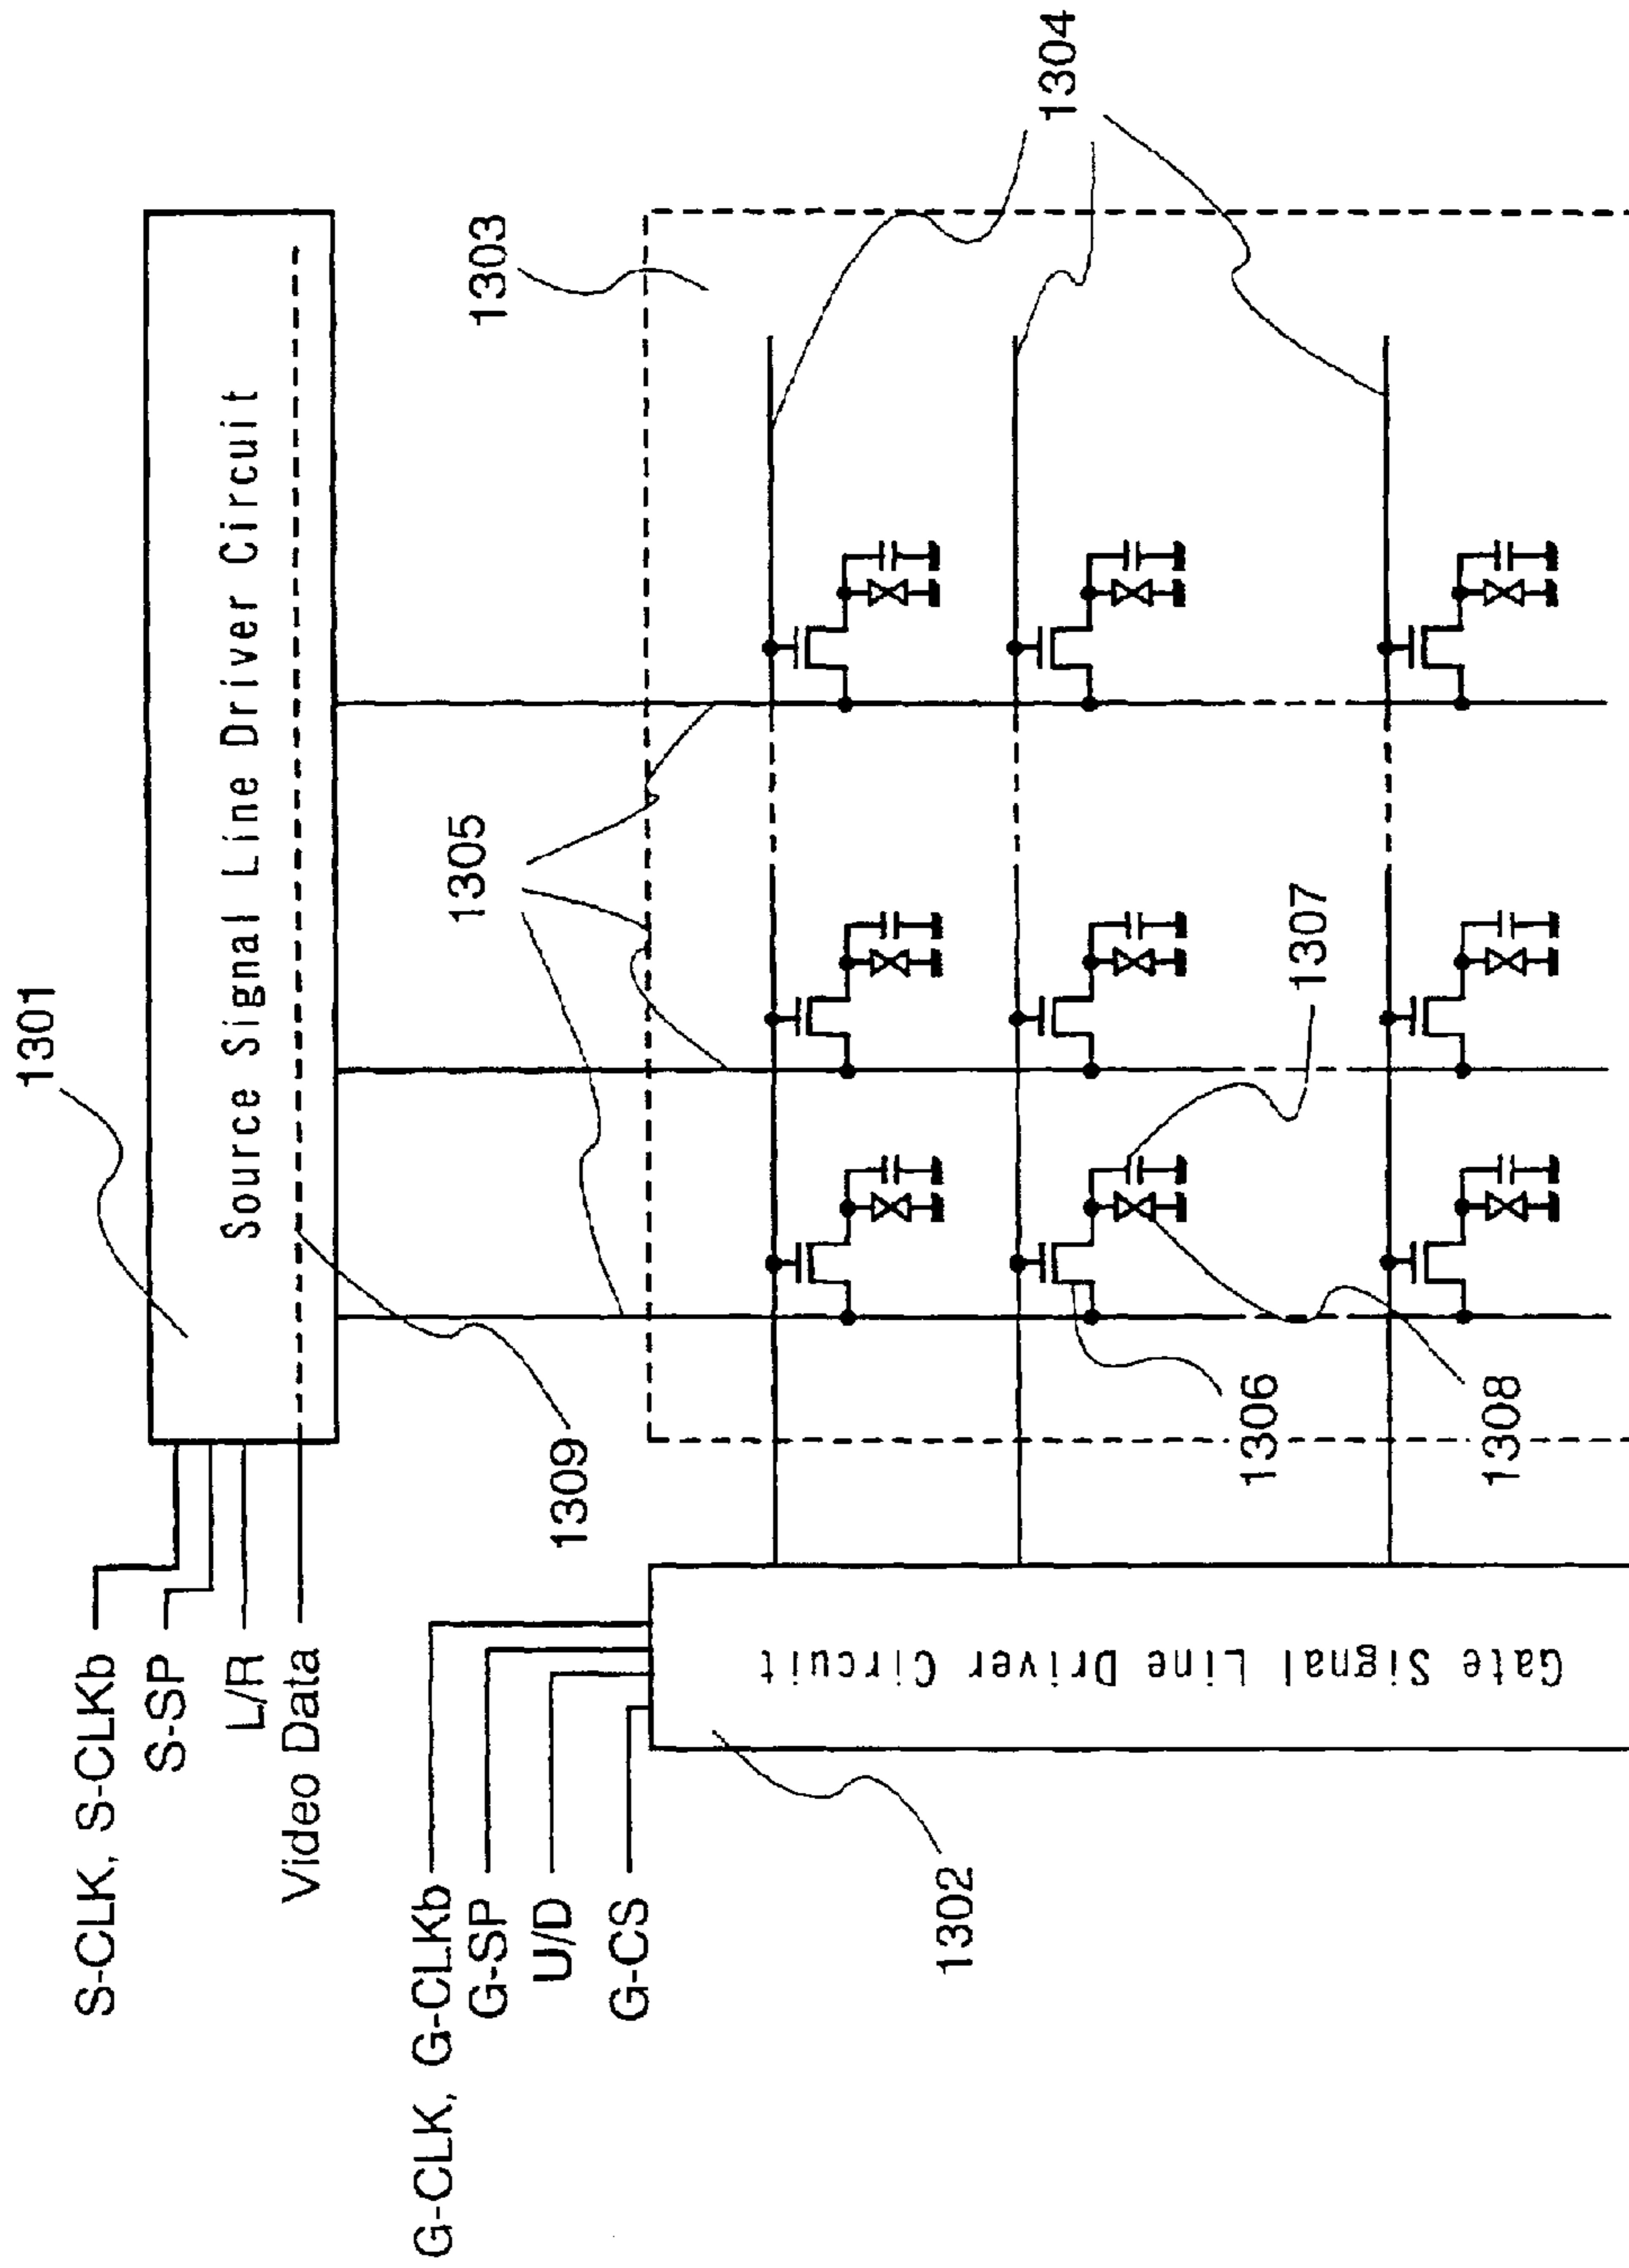 1301
Source Signal Line Driver Circuit
S-CLK, S-CLKb
S-SP
L/R
Video Data
1309
1305
1303
1304
G-CLK, G-CLKb
G-SP
U/D
G-CS
1302
Gate Signal Line Driver Circuit
1306
1308
1307